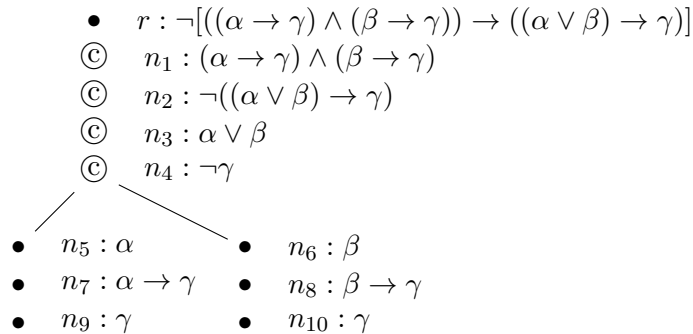 • r : ¬[((α → γ) ∧ (β → γ)) → ((α ∨ β) → γ)]
ⓒ n₁ : (α → γ) ∧ (β → γ)
ⓒ n₂ : ¬((α ∨ β) → γ)
ⓒ n₃ : α ∨ β
ⓒ n₄ : ¬γ
• n₅ : α • n₆ : β
• n₇ : α → γ • n₈ : β → γ
• n₉ : γ • n₁₀ : γ